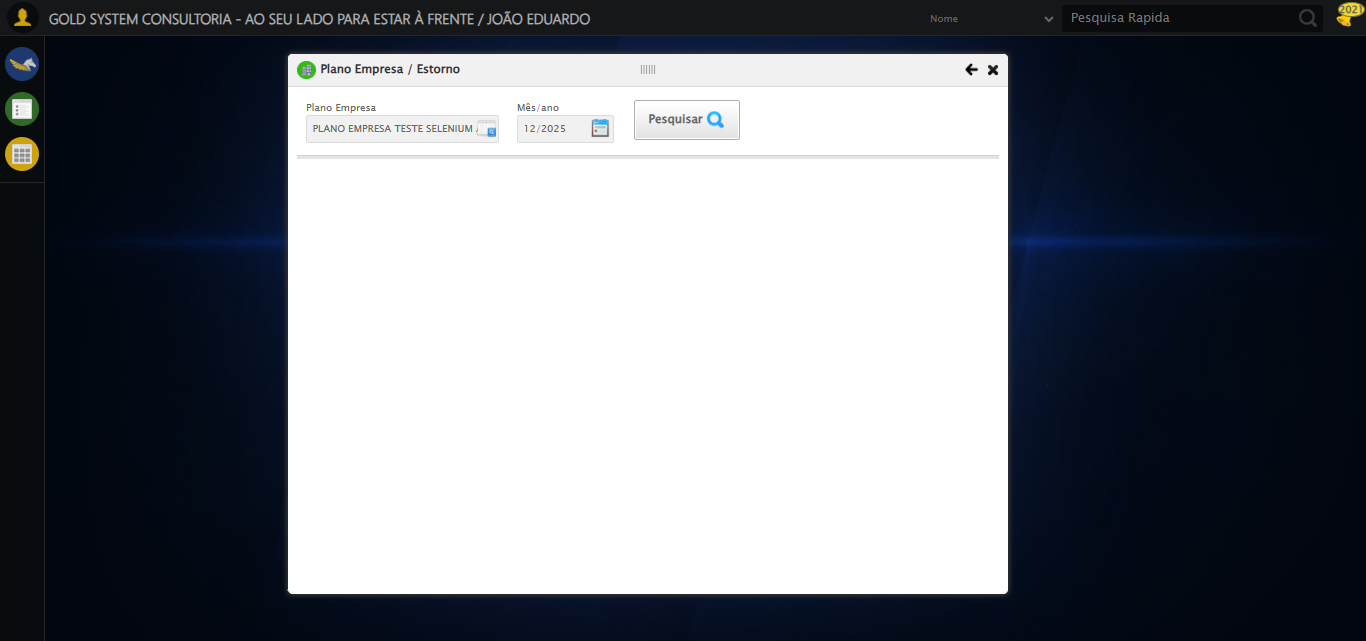 GOLD SYSTEM CONSULTORIA - AO SEU LADO PARA ESTAR À FRENTE / JOÃO EDUARDO
Nome
Pesquisa Rapida
2021
Plano Empresa / Estorno
Plano Empresa
Mês/ano
PLANO EMPRESA TESTE SELENIUM
12/2025
Pesquisar